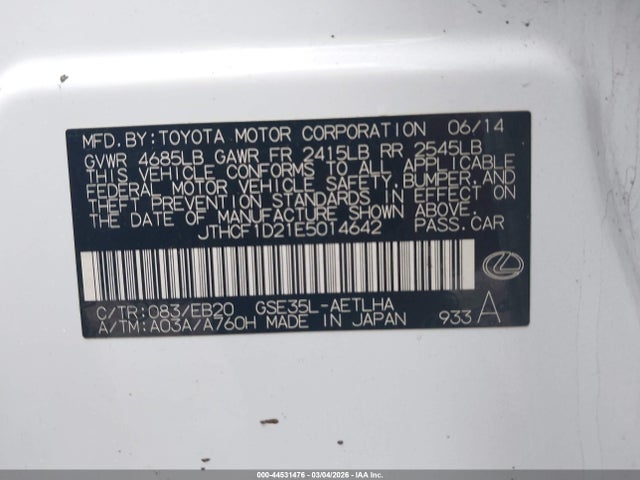 MFD.BY:TOYOTA MOTOR CORPORATION 06/14
GVWR 4685LB GAWR FR 2415LB RR 2545LB
THIS VEHICLE CONFORMS TO ALL APPLICABLE
FEDERAL MOTOR VEHICLE SAFETY,BUMPER,AND
THEFT PREVENTION STANDARDS IN EFFECT ON
THE DATE OF MANUFACTURE SHOWN ABOVE.
JTHCF1D21E5014642 PASS.CAR
C/TR:083/EB20 GSE35L-AETLHA
A/TM:A03A/A760H MADE IN JAPAN 933 A
000-44531476 - 03/04/2026 - IAA Inc.